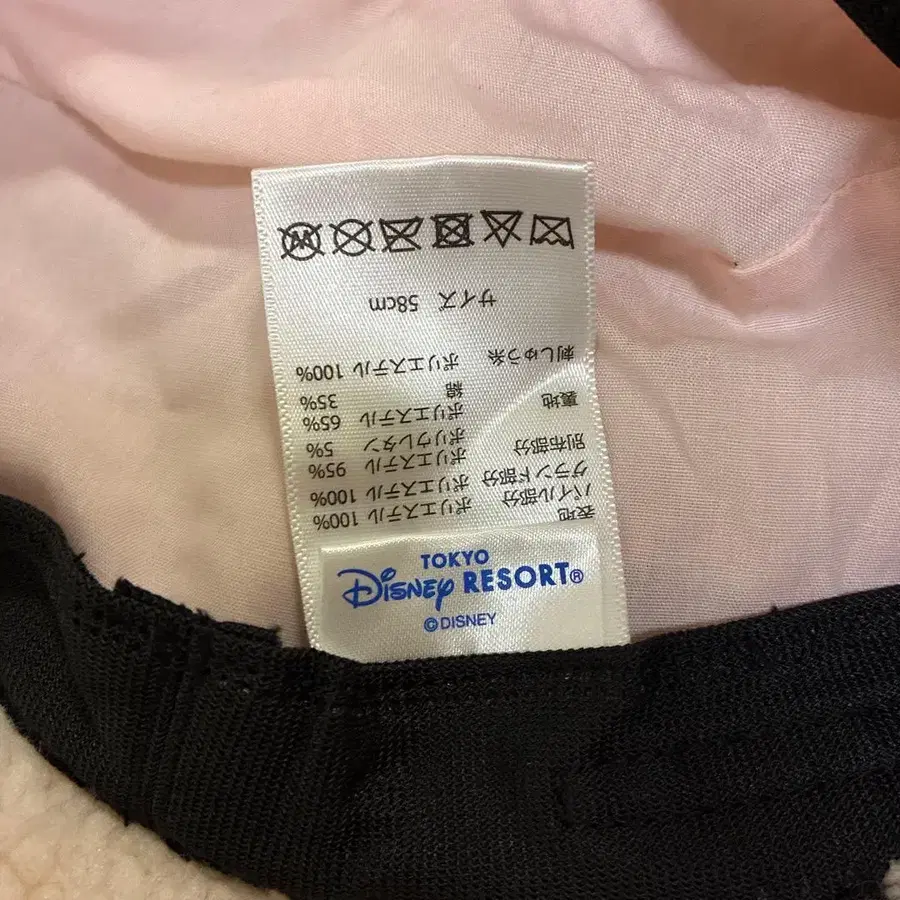 表地
パイル部分 ポリエステル 100%
グランド部分 ポリエステル 100%
別布部分 ポリエステル 95%
ポリウレタン 5%
裏地 ポリエステル 65%
綿 35%
刺しゅう糸 ポリエステル 100%
サイズ 58cm
TOKYO
DISNEY RESORT®
©DISNEY